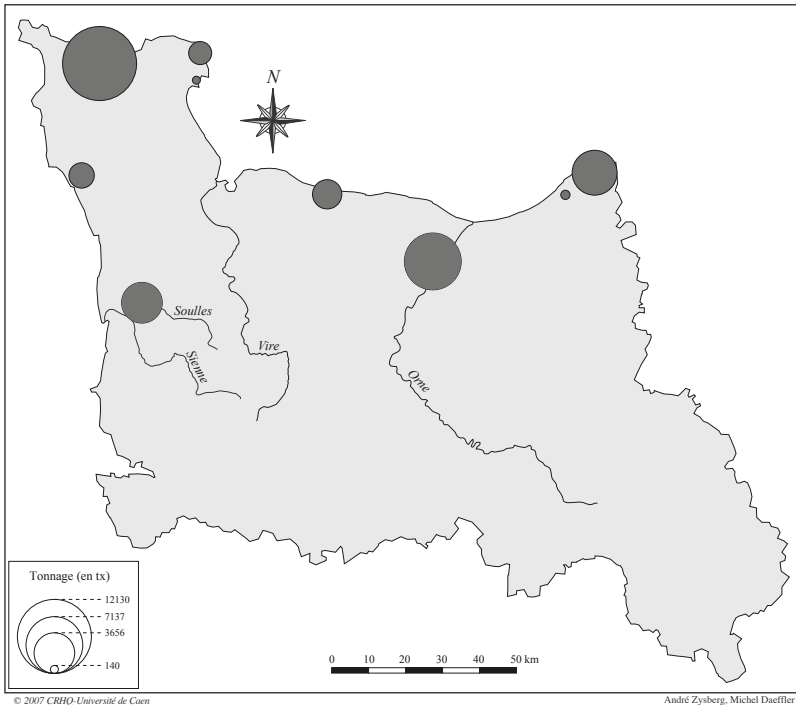 N
Soulles
Sienne
Vire
Orne
Tonnage (en tx)
12130
7137
3656
140
0 10 20 30 40 50 km
© 2007 CRHQ-Université de Caen
André Zysberg, Michel Daeffler